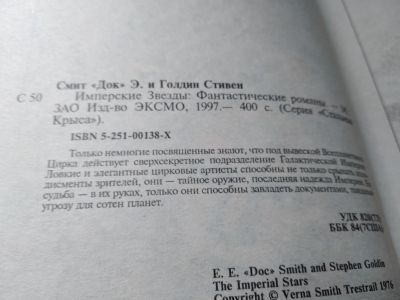 Смит «Док» Э. и Голдин Стивен
С 50 Имперские Звезды: Фантастические романы. —
ЗАО Изд-во ЭКСМО, 1997.— 400 с. (Серия «Стальная
Крыса»).
ISBN 5-251-00138-X
Только немногие посвященные знают, что под вывеской
Цирка действует сверхсекретное подразделение Галактической Империи.
Ловкие и элегантные цирковые артисты способны не только срывать
дисменты зрителей, они — тайное оружие, последняя надежда Империи.
судьба — в их руках, только они способны завладеть документами,
угрозу для сотен планет.
УДК
ББК 84(7США)
E. E. «Doc» Smith and Stephen Goldin
The Imperial Stars
Copyright © Verna Smith Trestrail 1976